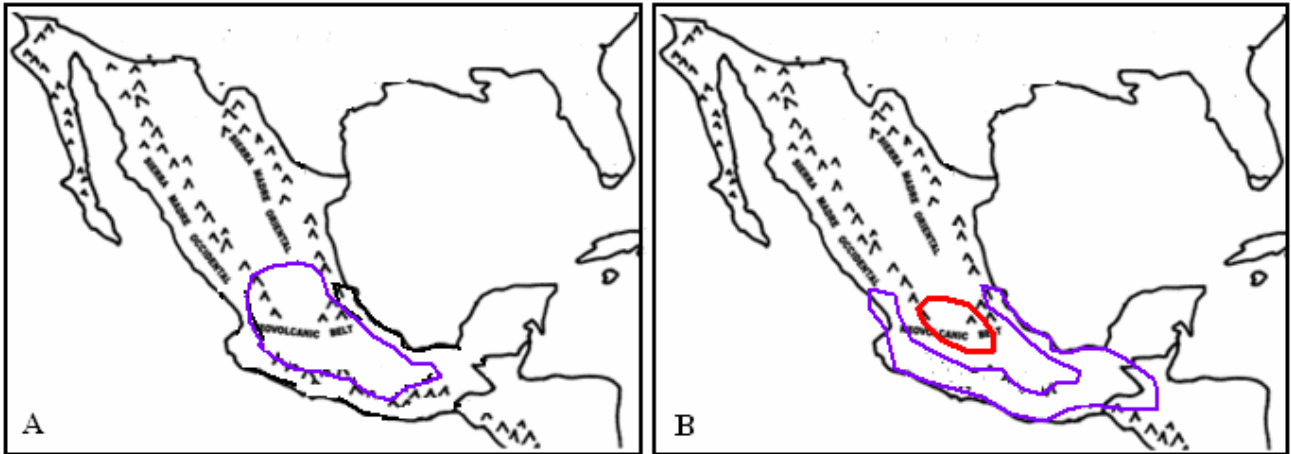 SIERRA MADRE OCCIDENTAL
SIERRA MADRE ORIENTAL
NEOVOLCANIC BELT
A
SIERRA MADRE OCCIDENTAL
SIERRA MADRE ORIENTAL
NEOVOLCANIC BELT
B